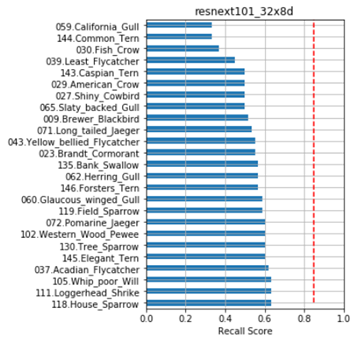 resnext101_32x8d
059.California_Gull
144.Common_Tern
030.Fish_Crow
039.Least_Flycatcher
143.Caspian_Tern
029.American_Crow
027.Shiny_Cowbird
065.Slaty_backed_Gull
009.Brewer_Blackbird
071.Long_tailed_Jaeger
043.Yellow_bellied_Flycatcher
023.Brandt_Cormorant
135.Bank_Swallow
062.Herring_Gull
146.Forsters_Tern
060.Glaucous_winged_Gull
119.Field_Sparrow
072.Pomarine_Jaeger
102.Western_Wood_Pewee
130.Tree_Sparrow
145.Elegant_Tern
037.Acadian_Flycatcher
105.Whip_poor_Will
111.Loggerhead_Shrike
118.House_Sparrow
0.0 0.2 0.4 0.6 0.8 1.0
Recall Score